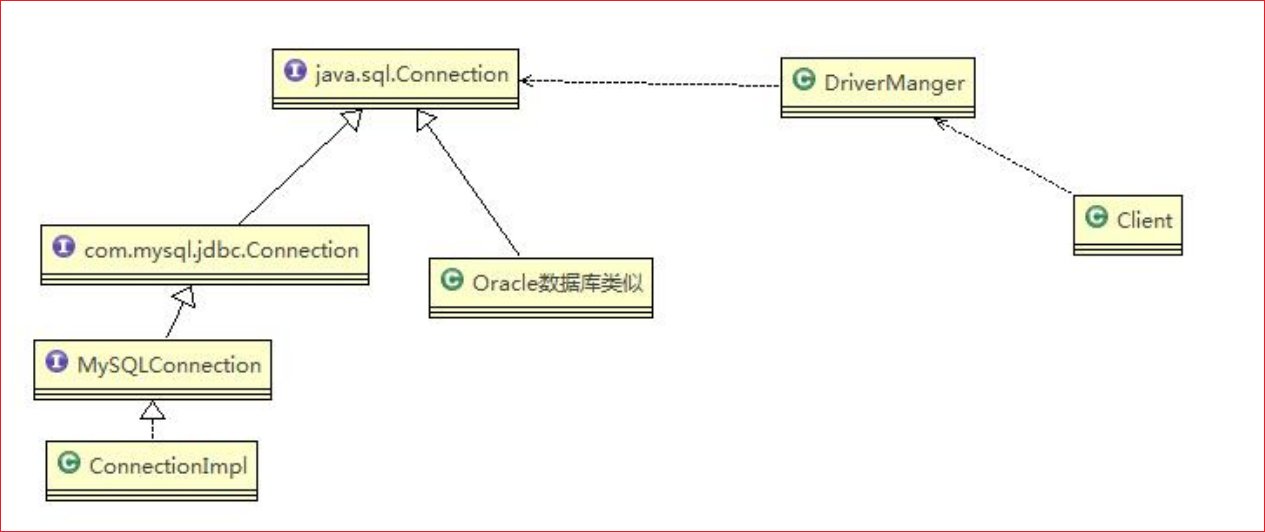 I java.sql.Connection
C DriverManger
C Client
I com.mysql.jdbc.Connection
C Oracle数据库类似
I MySQLConnection
C ConnectionImpl